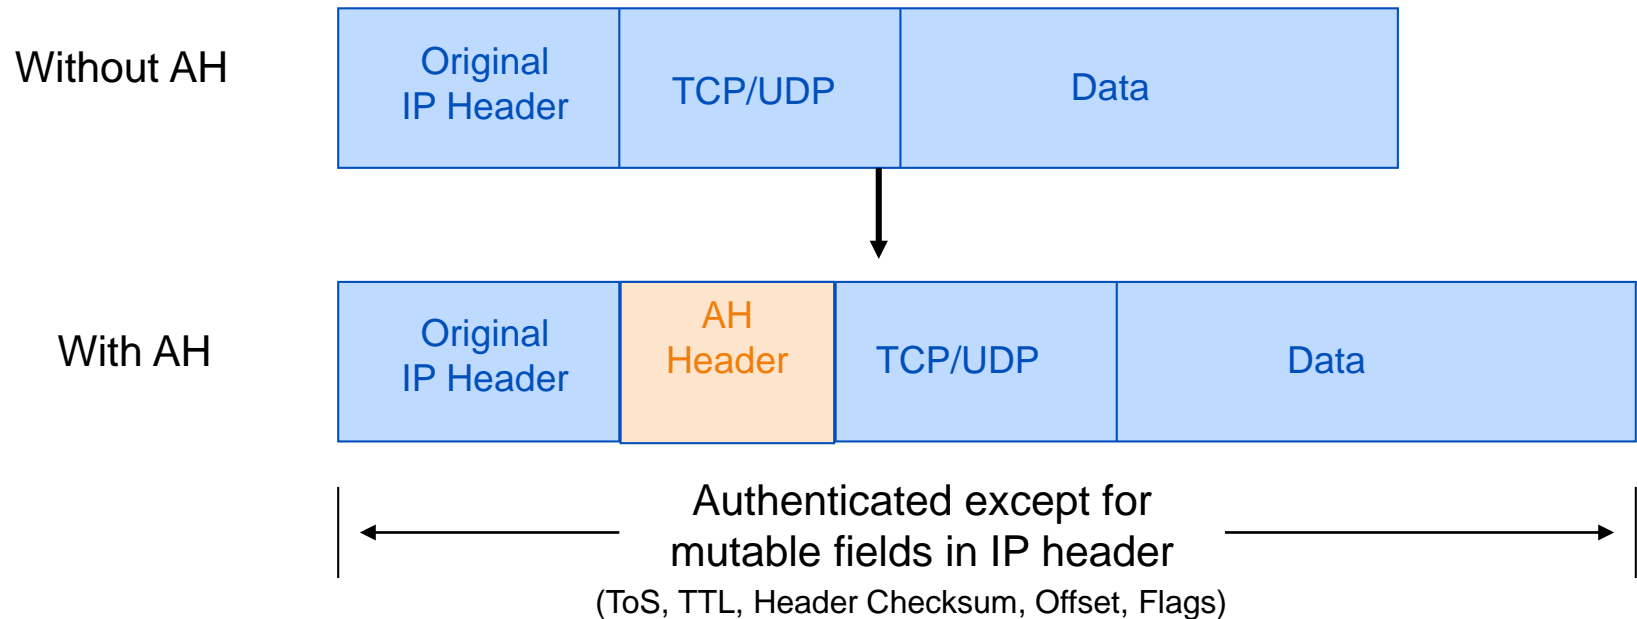 Without AH
Original
IP Header
TCP/UDP
Data
With AH
Original
IP Header
AH
Header
TCP/UDP
Data
Authenticated except for
mutable fields in IP header
(ToS, TTL, Header Checksum, Offset, Flags)